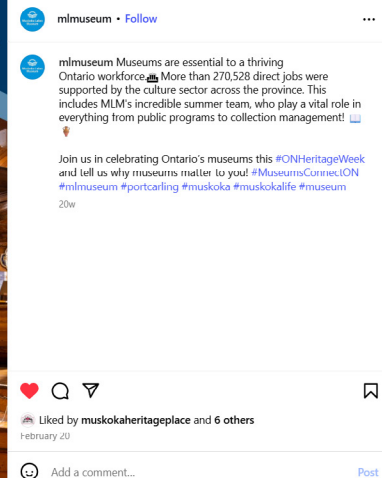 mlmuseum • Follow
mlmuseum Museums are essential to a thriving
Ontario workforce. More than 270,528 direct jobs were
supported by the culture sector across the province. This
includes MLM's incredible summer team, who play a vital role in
everything from public programs to collection management!
Join us in celebrating Ontario's museums this #ONHeritageWeek
and tell us why museums matter to you! #MuseumsConnectON
#mlmuseum #portcarling #muskoka #muskokalife #museum
20w
Liked by muskokaheritageplace and 6 others
February 20
Add a comment...
Post